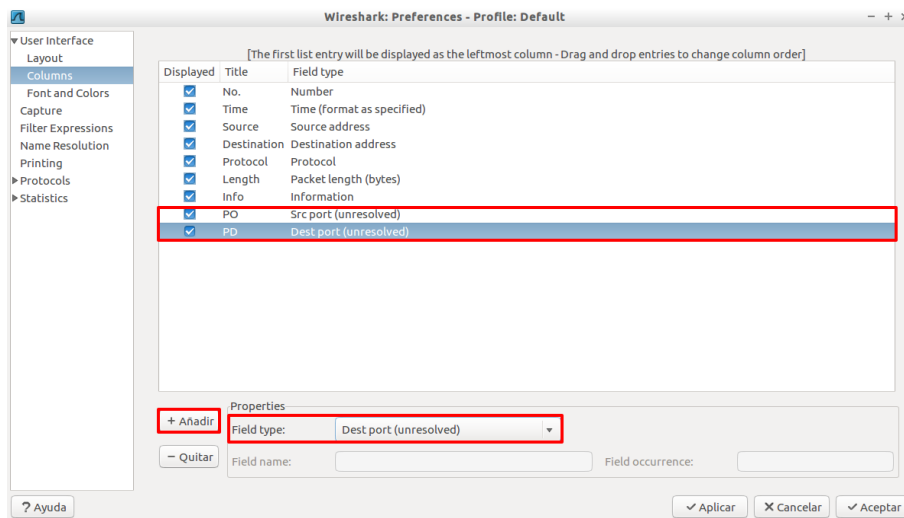 Wireshark: Preferences - Profile: Default
User Interface
Layout
Columns
Font and Colors
Capture
Filter Expressions
Name Resolution
Printing
Protocols
Statistics
[The first list entry will be displayed as the leftmost column - Drag and drop entries to change column order]
Displayed Title Field type
No. Number
Time Time (format as specified)
Source Source address
Destination Destination address
Protocol Protocol
Length Packet length (bytes)
Info Information
PO Src port (unresolved)
PD Dest port (unresolved)
Properties
+ Añadir
Field type: Dest port (unresolved)
− Quitar
Field name: Field occurrence:
? Ayuda
Aplicar
Cancelar
Aceptar